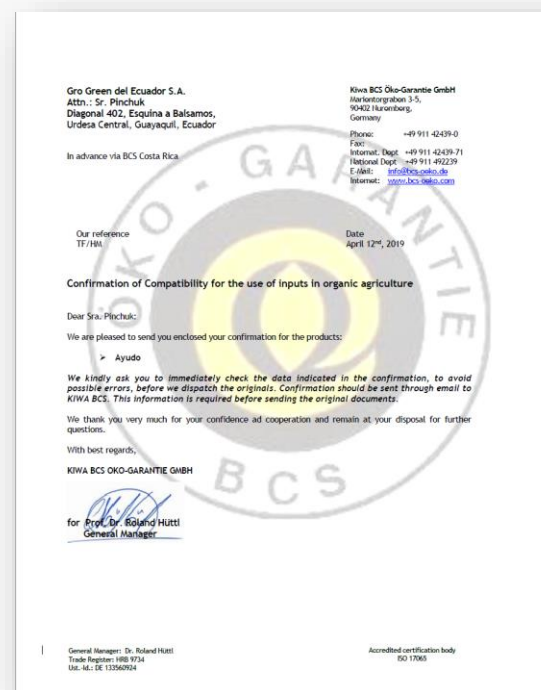 Gro Green del Ecuador S.A.
Attn.: Sr. Pinchuk
Diagonal 402, Esquina a Balsamos,
Urdesa Central, Guayaquil, Ecuador
In advance via BCS Costa Rica
Kiwa BCS Öko-Garantie GmbH
Marientorgraben 3-5,
90402 Nuremberg,
Germany
Phone: +49 911 42439-0
Fax:
Internat. Dept +49 911 42439-71
National Dept +49 911 492239
E-Mail: info@bcs-oeko.de
Internet: www.bcs-oeko.com
ÖKO - GARANTIE
BCS
Our reference
TF/HM
Date
April 12nd, 2019
Confirmation of Compatibility for the use of inputs in organic agriculture
Dear Sra. Pinchuk:
We are pleased to send you enclosed your confirmation for the products:
➢ Ayudo
We kindly ask you to immediately check the data indicated in the confirmation, to avoid
possible errors, before we dispatch the originals. Confirmation should be sent through email to
KIWA BCS. This information is required before sending the original documents.
We thank you very much for your confidence ad cooperation and remain at your disposal for further
questions.
With best regards,
KIWA BCS OKO-GARANTIE GMBH
for Prof. Dr. Roland Hüttl
General Manager
General Manager: Dr. Roland Hüttl
Trade Register: HRB 9734
Ust.-Id.: DE 133560924
Accredited certification body
ISO 17065